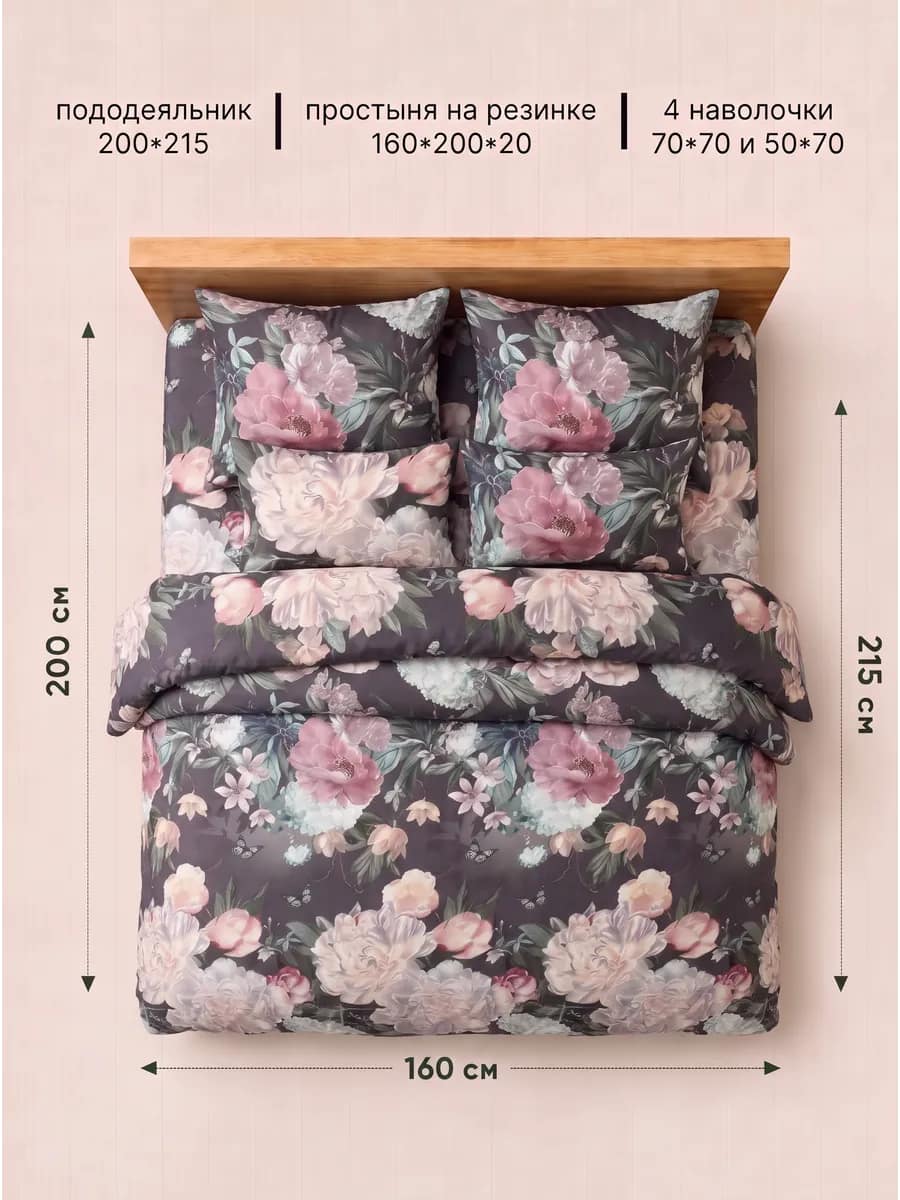 пододеяльник
200*215
простыня на резинке
160*200*20
4 наволочки
70*70 и 50*70
200 см
215 см
160 см